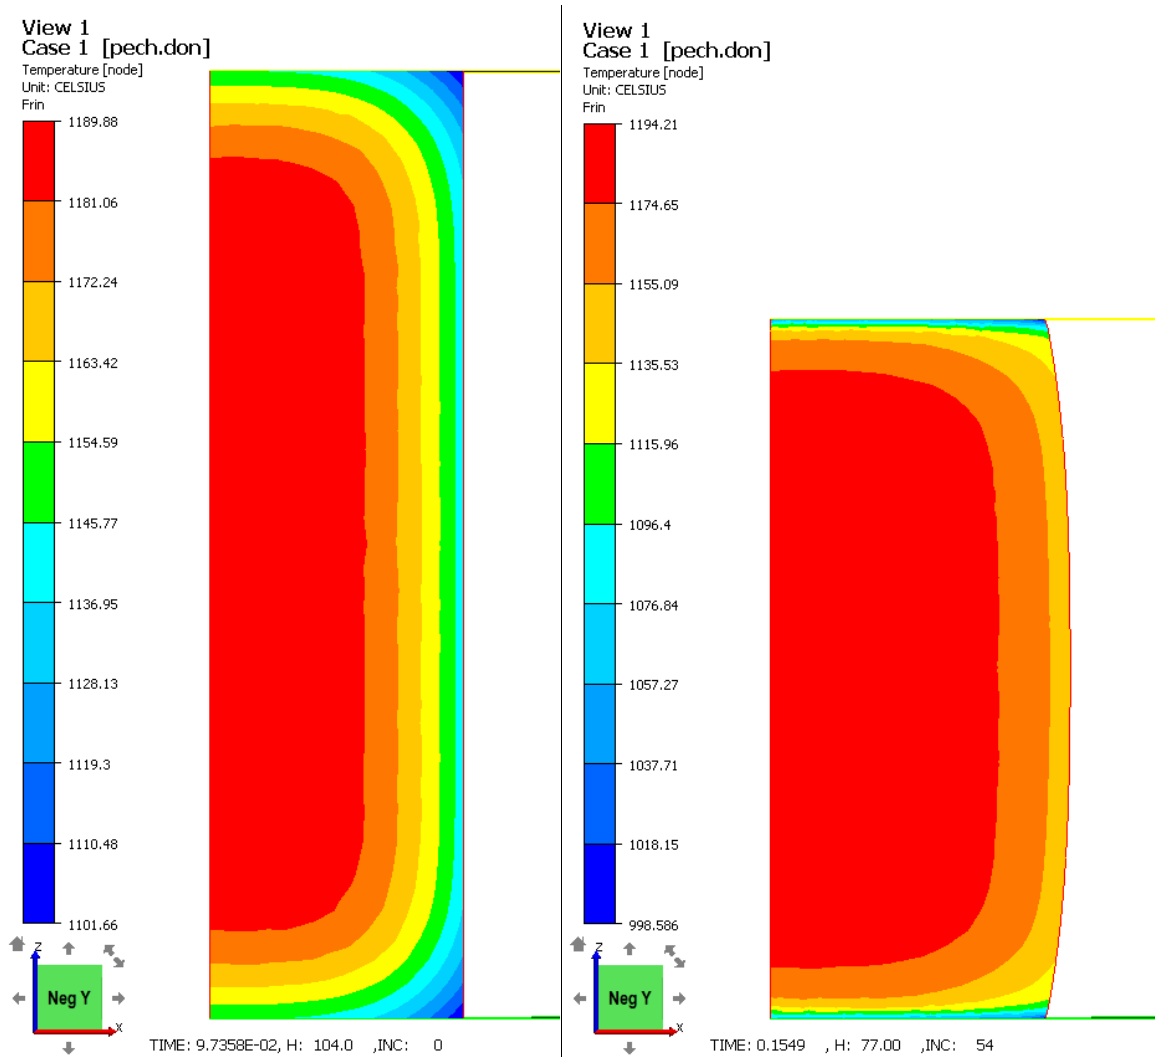 View 1
Case 1 [pech.don]
Temperature [node]
Unit: CELSIUS
Frin
1189.88
1181.06
1172.24
1163.42
1154.59
1145.77
1136.95
1128.13
1119.3
1110.48
1101.66
Z
Neg Y
X
TIME: 9.7358E-02, H: 104.0 ,INC: 0
View 1
Case 1 [pech.don]
Temperature [node]
Unit: CELSIUS
Frin
1194.21
1174.65
1155.09
1135.53
1115.96
1096.4
1076.84
1057.27
1037.71
1018.15
998.586
Z
Neg Y
X
TIME: 0.1549 , H: 77.00 ,INC: 54